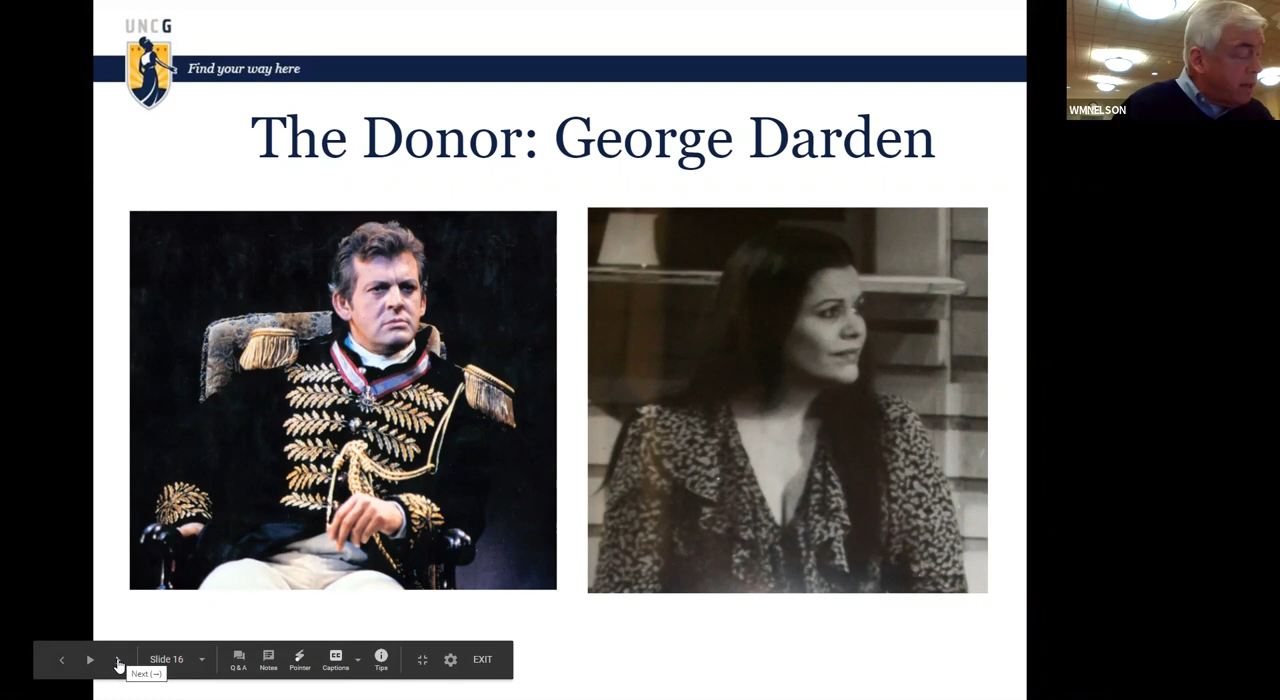 UNCG
Find your way here
The Donor: George Darden
WMNELSON
Slide 16
Q & A
Notes
Pointer
Captions
Tips
EXIT
Next (→)